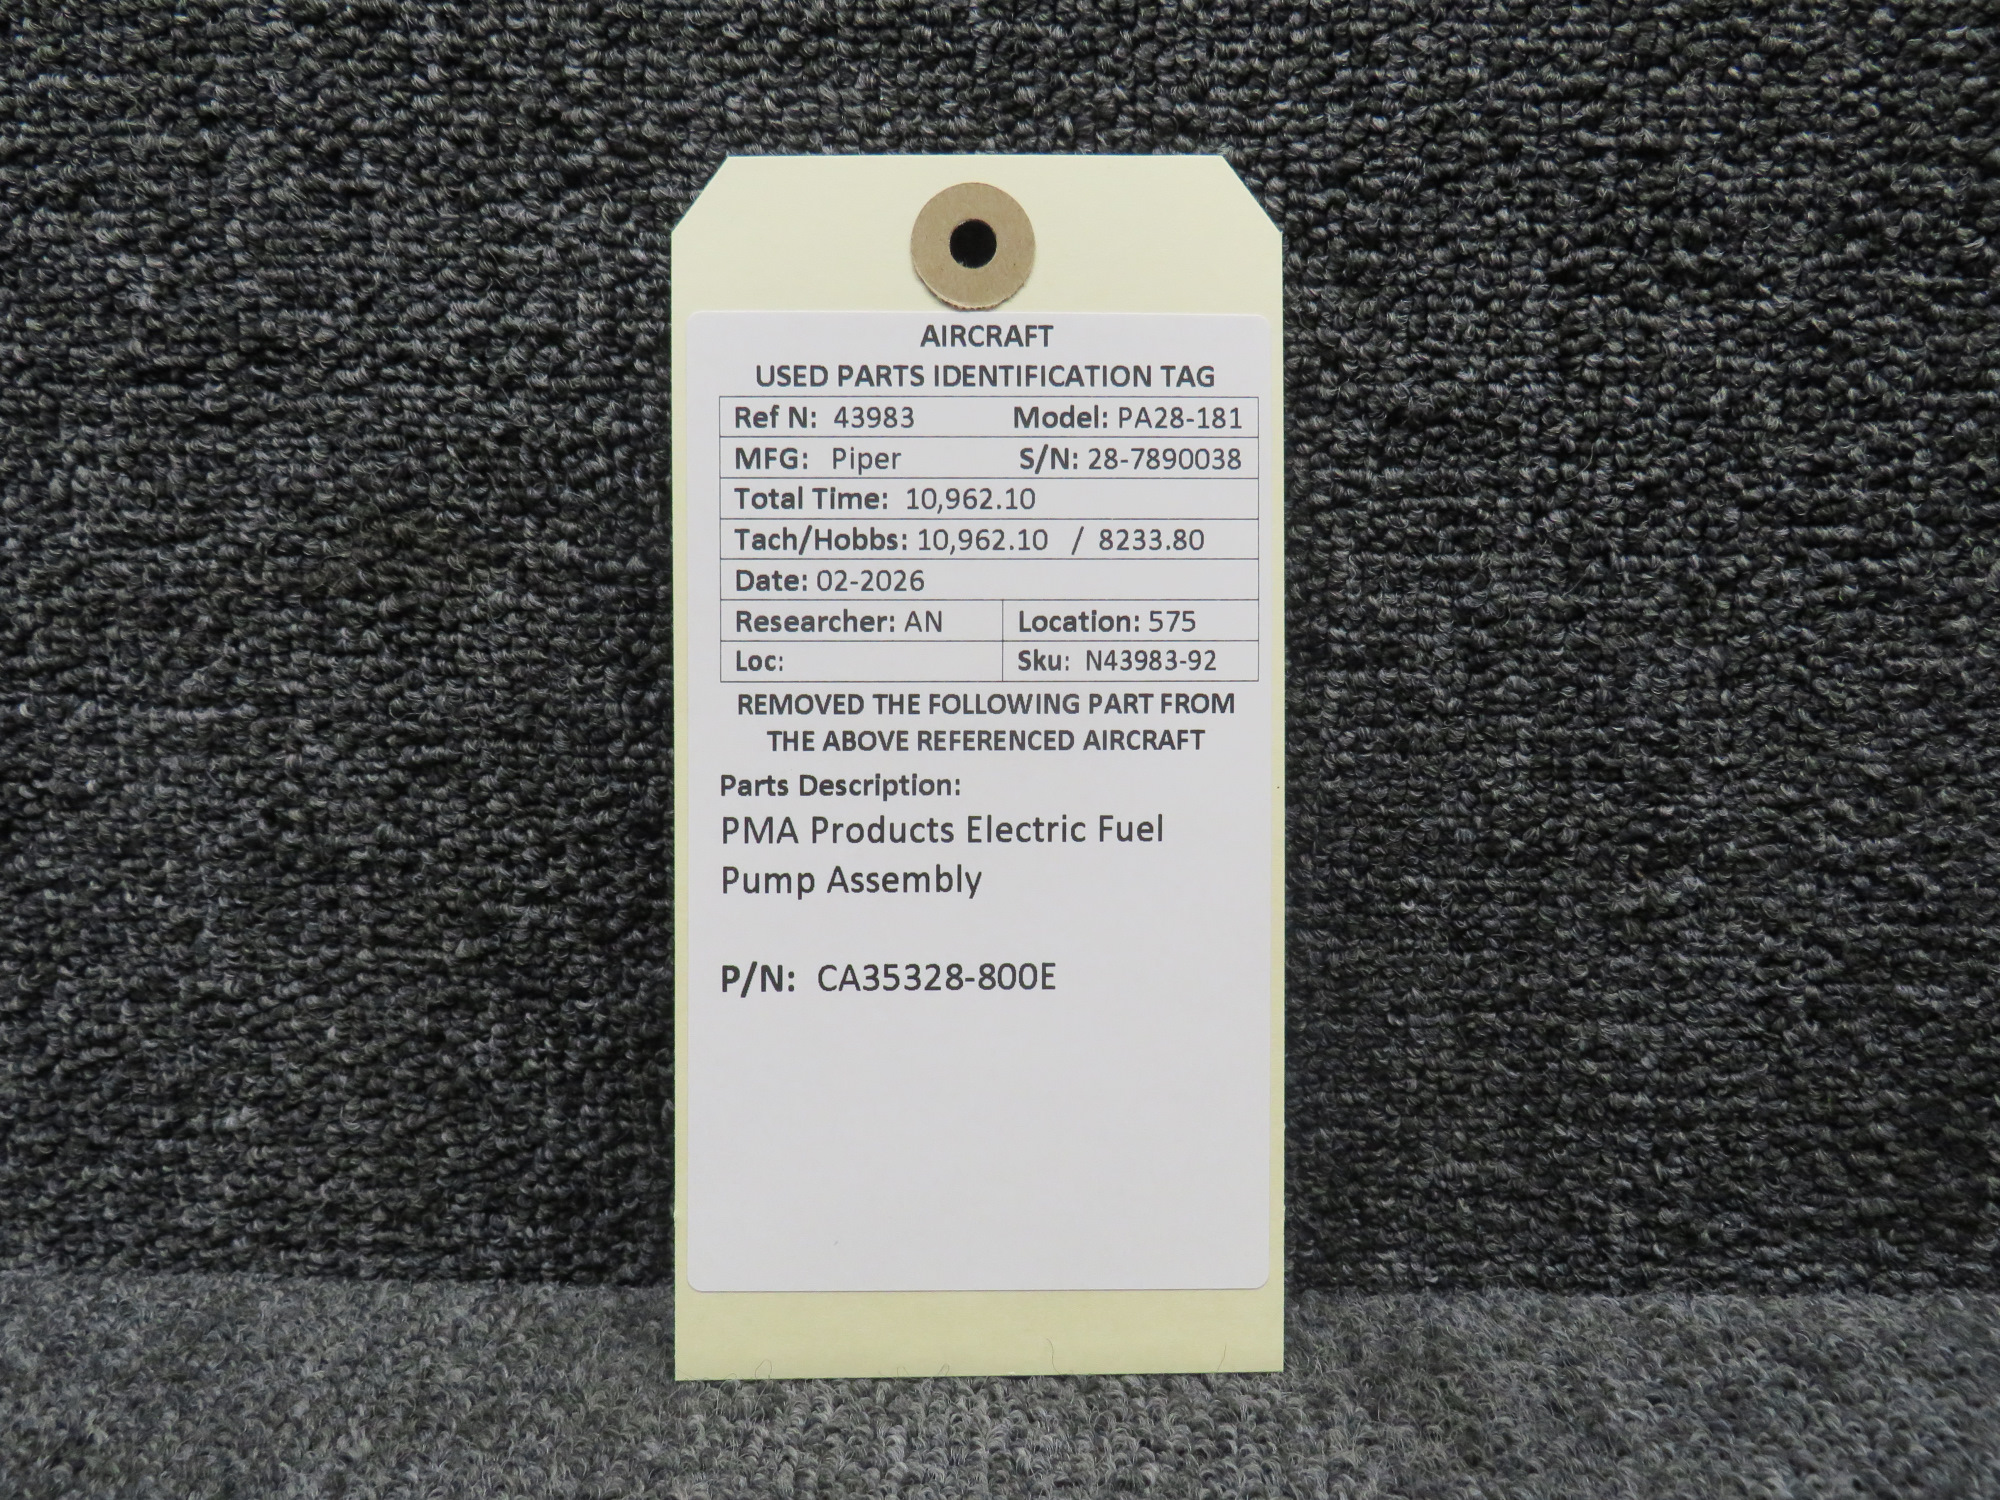 AIRCRAFT
USED PARTS IDENTIFICATION TAG
Ref N: 43983 Model: PA28-181
MFG: Piper S/N: 28-7890038
Total Time: 10,962.10
Tach/Hobbs: 10,962.10 / 8233.80
Date: 02-2026
Researcher: AN Location: 575
Loc: Sku: N43983-92
REMOVED THE FOLLOWING PART FROM
THE ABOVE REFERENCED AIRCRAFT
Parts Description:
PMA Products Electric Fuel
Pump Assembly
P/N: CA35328-800E